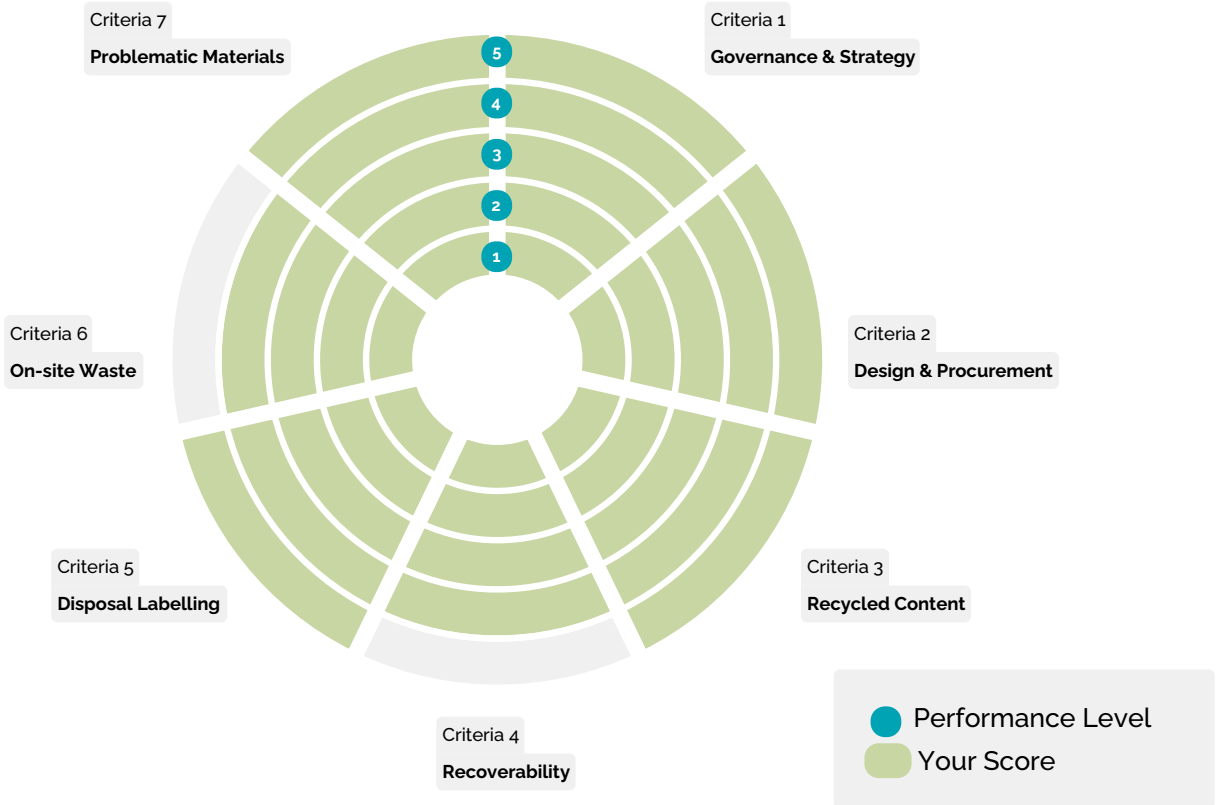 Criteria 7
Problematic Materials
Criteria 1
Governance & Strategy
5
4
3
2
1
Criteria 6
On-site Waste
Criteria 2
Design & Procurement
Criteria 5
Disposal Labelling
Criteria 3
Recycled Content
Criteria 4
Recoverability
Performance Level
Your Score